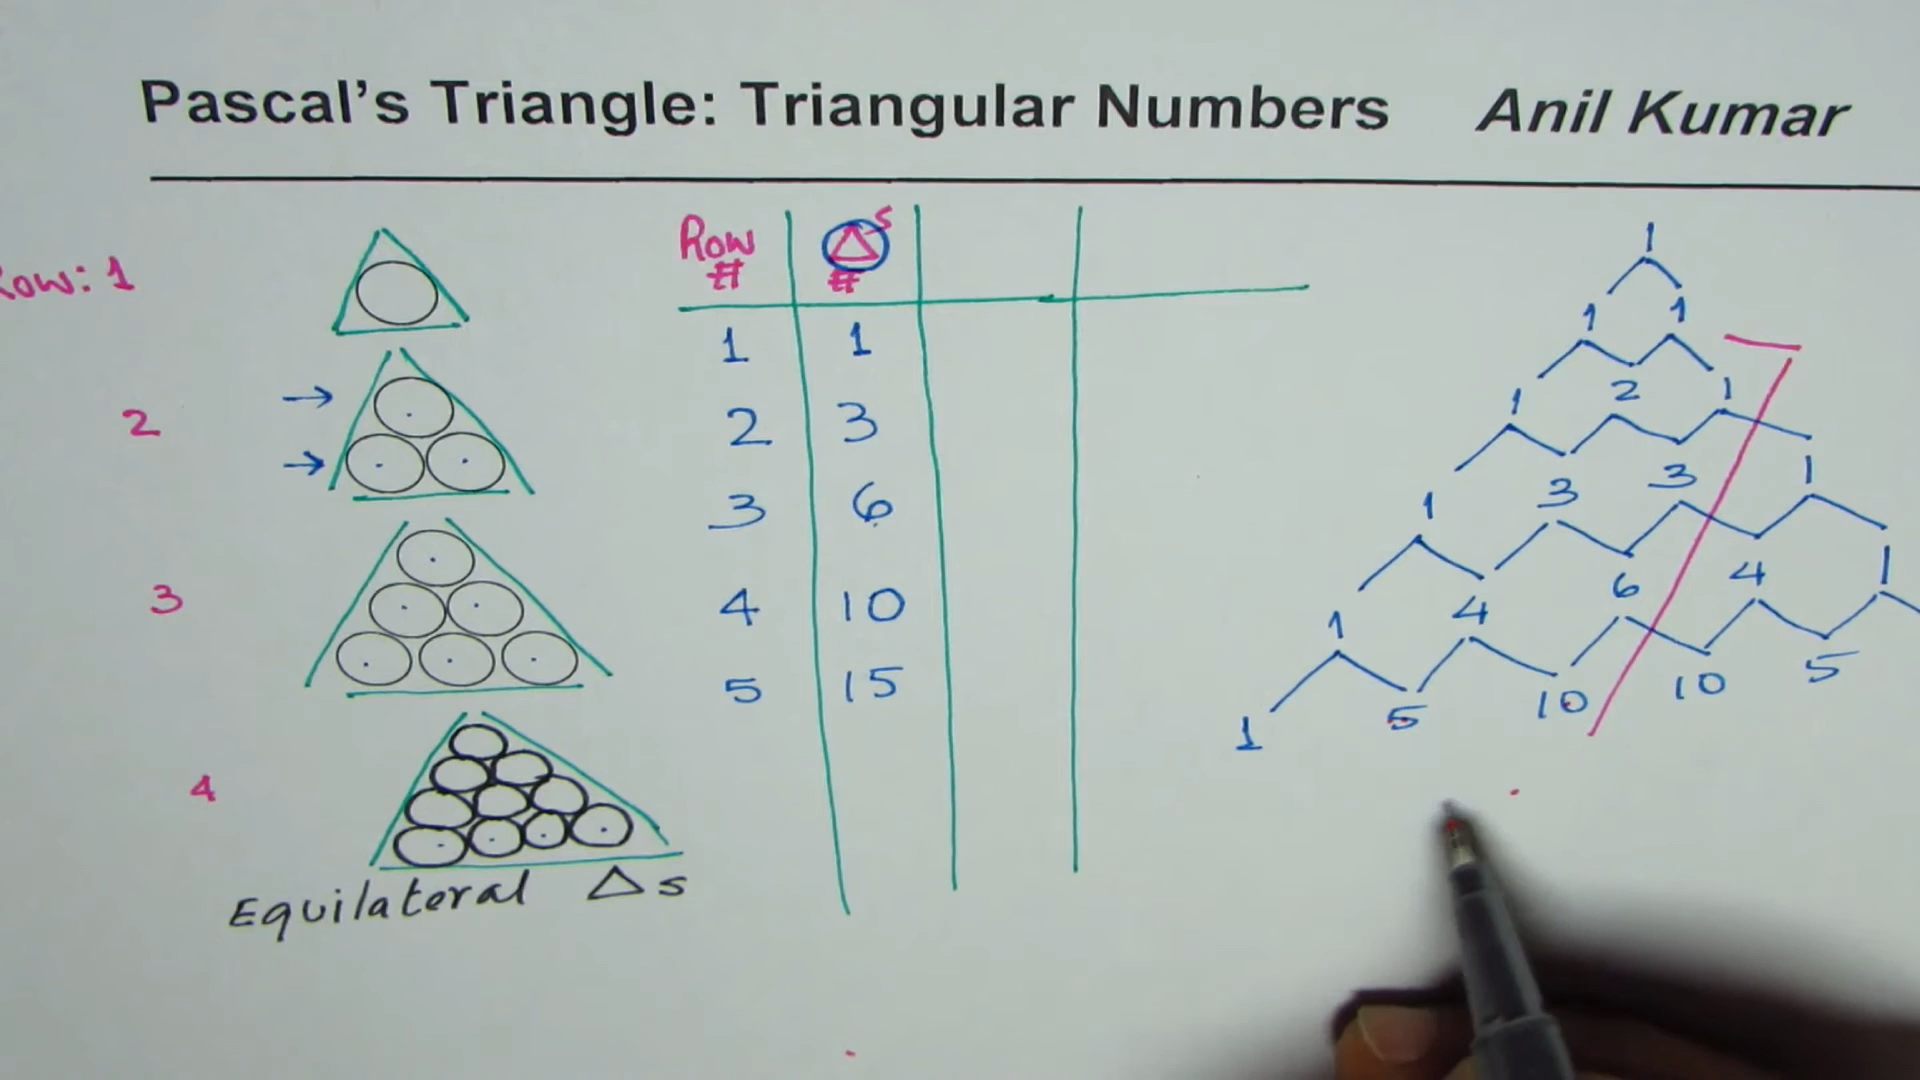 Pascal's Triangle: Triangular Numbers Anil Kumar
Row: 1
2
3
4
Equilateral Δs
Row # Δs #
1 1
2 3
3 6
4 10
5 15
1
1 1
1 2 1
1 3 3 1
1 4 6 4 1
1 5 10 10 5